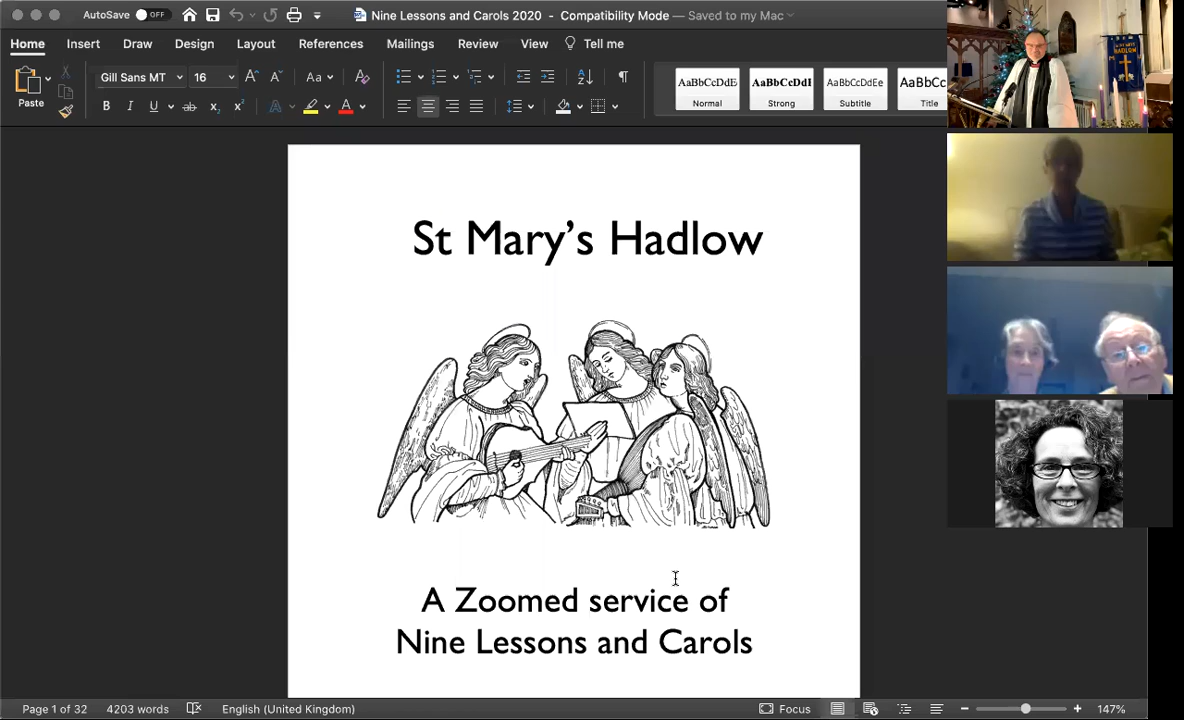 AutoSave OFF
Nine Lessons and Carols 2020 - Compatibility Mode — Saved to my Mac
Home Insert Draw Design Layout References Mailings Review View Tell me
Paste
Gill Sans MT 16
AaBbCcDdE AaBbCcDdI AaBbCcDdEe AaBbCc
Normal Strong Subtitle Title
St Mary's Hadlow
A Zoomed service of
Nine Lessons and Carols
Page 1 of 32 4203 words English (United Kingdom) Focus 147%